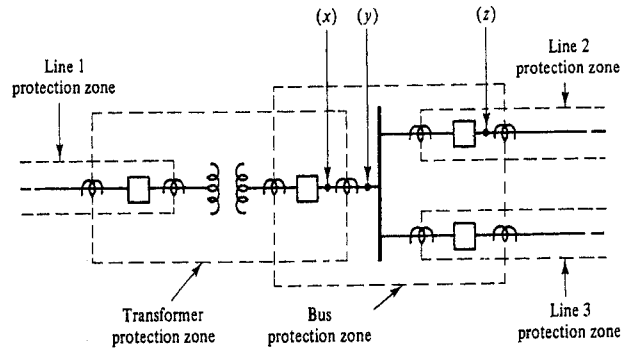 (x)
(y)
(z)
Line 1
protection zone
Line 2
protection zone
Transformer
protection zone
Bus
protection zone
Line 3
protection zone